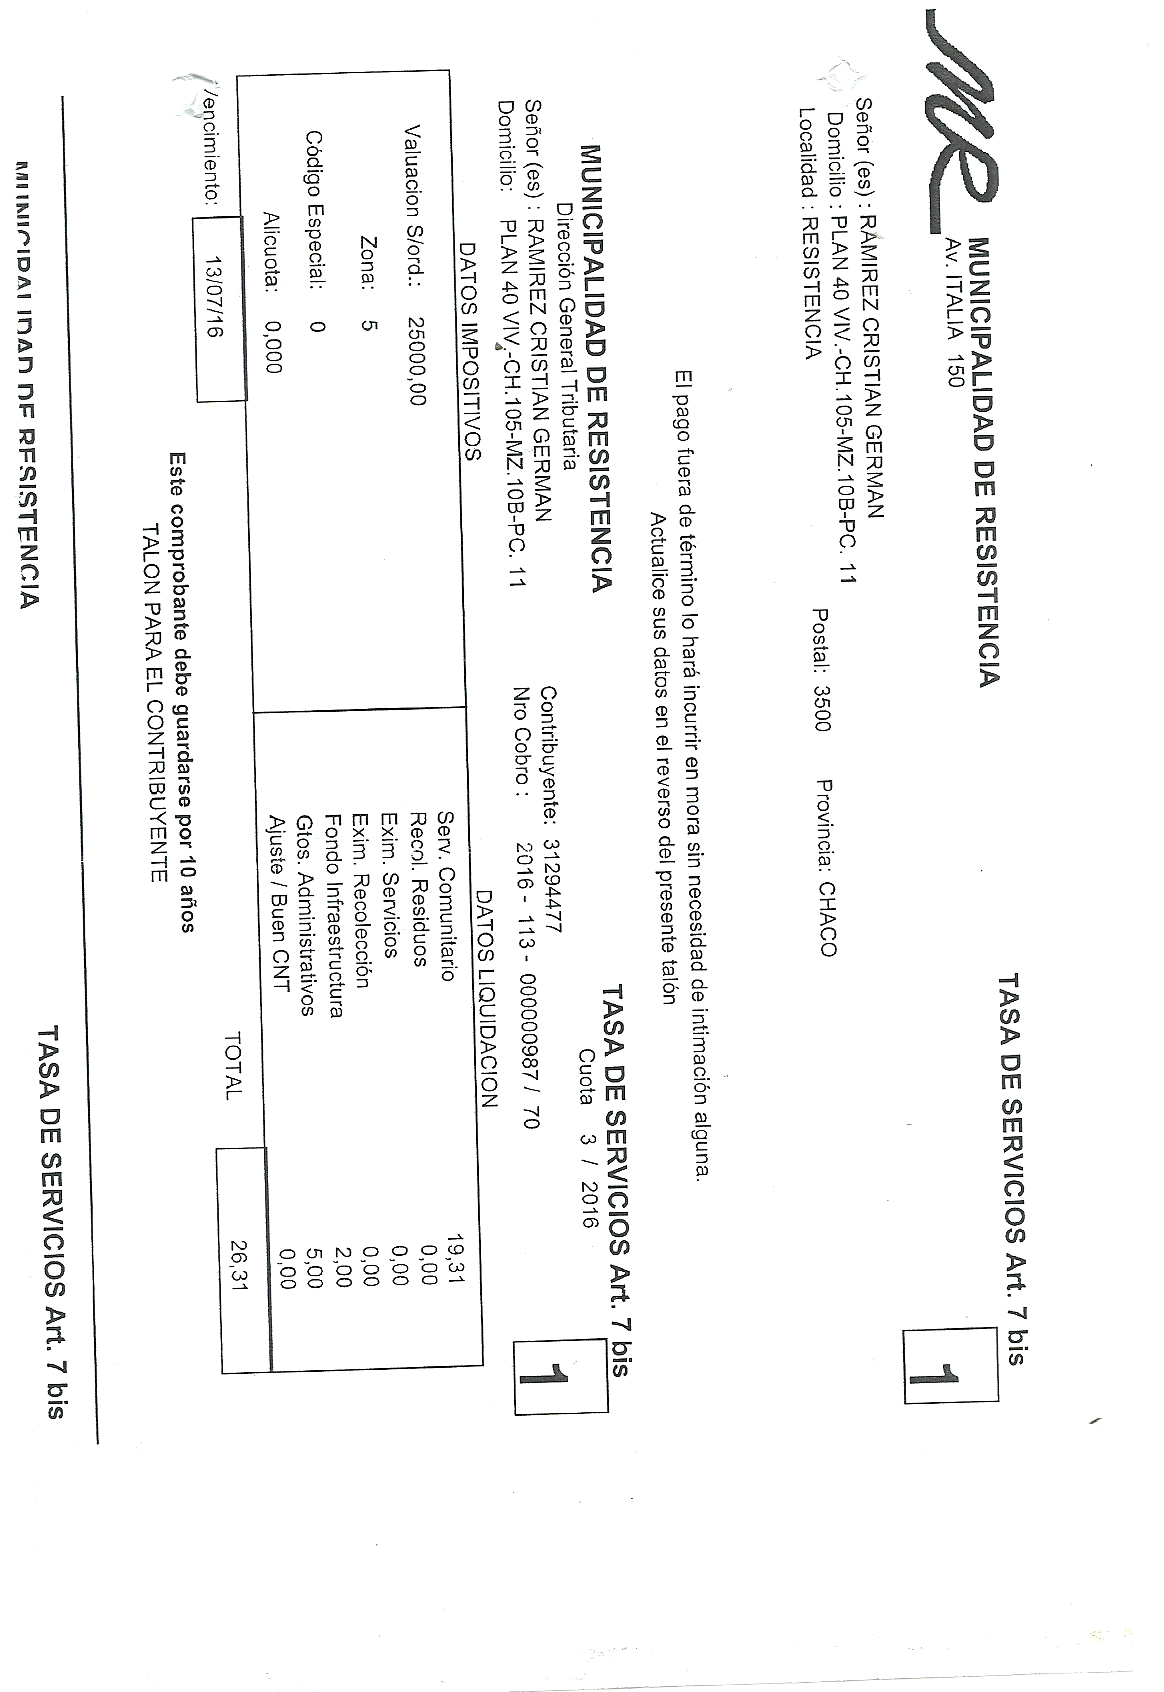 MR
MUNICIPALIDAD DE RESISTENCIA TASA DE SERVICIOS Art. 7 bis
Av. ITALIA 150
1
Señor (es) : RAMIREZ CRISTIAN GERMAN
Domicilio : PLAN 40 VIV.-CH.105-MZ.10B-PC. 11
Localidad : RESISTENCIA Postal: 3500 Provincia: CHACO
El pago fuera de término lo hará incurrir en mora sin necesidad de intimación alguna.
Actualice sus datos en el reverso del presente talón
MUNICIPALIDAD DE RESISTENCIA TASA DE SERVICIOS Art. 7 bis
Dirección General Tributaria Cuota 3 / 2016
1
Señor (es) : RAMIREZ CRISTIAN GERMAN Contribuyente: 31294477
Domicilio: PLAN 40 VIV.-CH.105-MZ.10B-PC. 11 Nro Cobro : 2016 - 113 - 000000987 / 70
DATOS IMPOSITIVOS DATOS LIQUIDACION
Valuacion S/ord.: 25000,00
Zona: 5
Código Especial: 0
Alicuota: 0,000
Serv. Comunitario 19,31
Recol. Residuos 0,00
Exim. Servicios 0,00
Exim. Recolección 0,00
Fondo Infraestructura 2,00
Gtos. Administrativos 5,00
Ajuste / Buen CNT 0,00
Vencimiento: 13/07/16 TOTAL 26,31
Este comprobante debe guardarse por 10 años
TALON PARA EL CONTRIBUYENTE
MUNICIPALIDAD DE RESISTENCIA TASA DE SERVICIOS Art. 7 bis